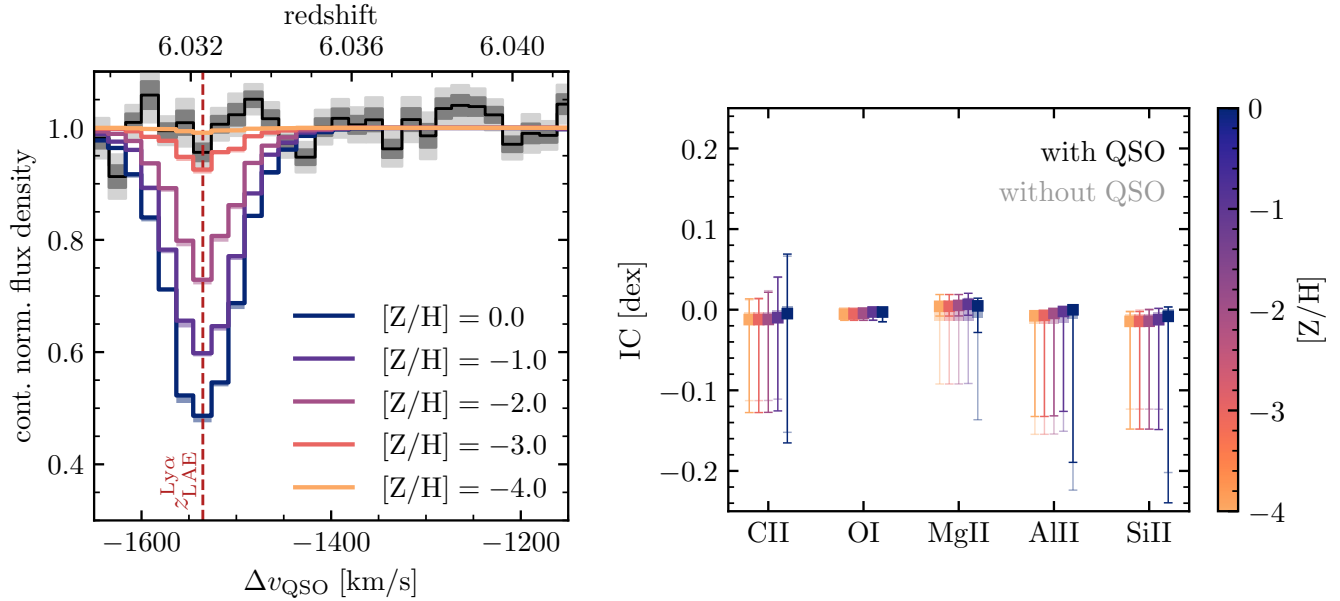 redshift
6.032 6.036 6.040
1.0
0.8
0.6
0.4
cont. norm. flux density
[Z/H] = 0.0
[Z/H] = −1.0
[Z/H] = −2.0
[Z/H] = −3.0
[Z/H] = −4.0
z_LAE^Lyα
−1600 −1400 −1200
Δv_QSO [km/s]
0.2
0.1
0.0
−0.1
−0.2
IC [dex]
with QSO
without QSO
CII OI MgII AlII SiII
0
−1
−2
−3
−4
[Z/H]